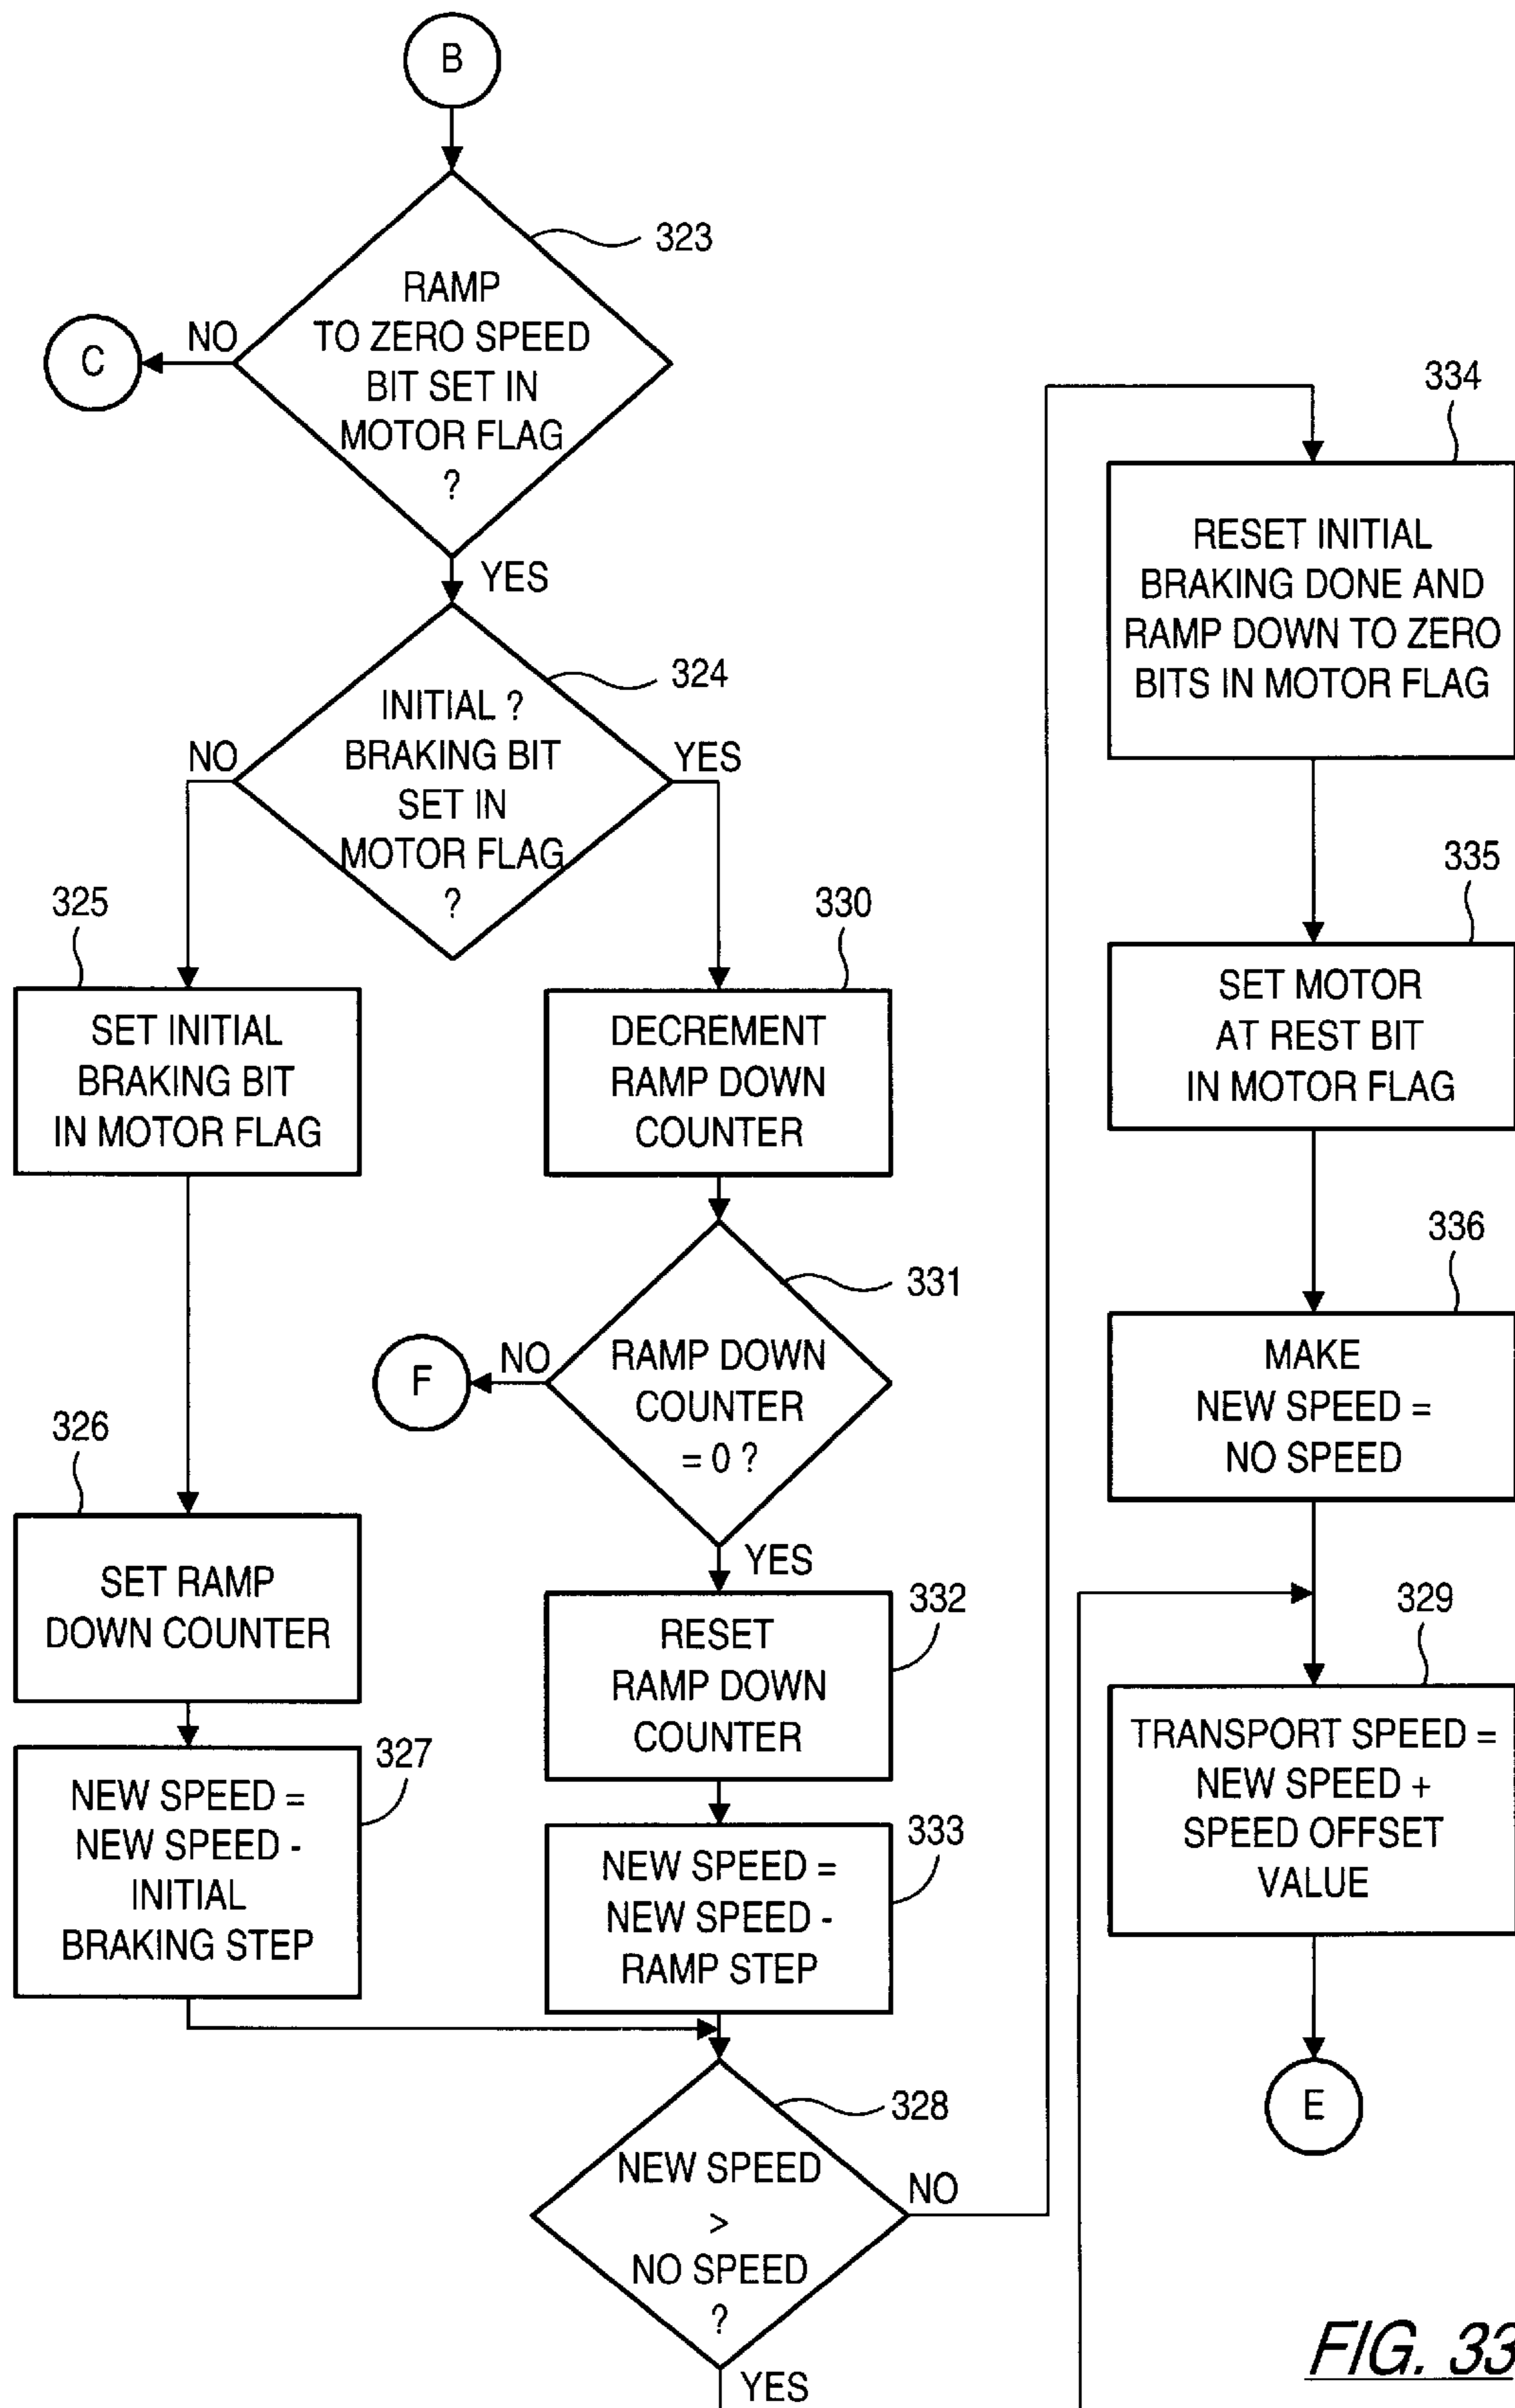 B
323
RAMP
TO ZERO SPEED
BIT SET IN
MOTOR FLAG
?
NO
C
YES
324
INITIAL ?
BRAKING BIT
SET IN
MOTOR FLAG
?
NO
YES
325
SET INITIAL
BRAKING BIT
IN MOTOR FLAG
326
SET RAMP
DOWN COUNTER
327
NEW SPEED =
NEW SPEED -
INITIAL
BRAKING STEP
330
DECREMENT
RAMP DOWN
COUNTER
331
RAMP DOWN
COUNTER
= 0 ?
NO
F
YES
332
RESET
RAMP DOWN
COUNTER
333
NEW SPEED =
NEW SPEED -
RAMP STEP
328
NEW SPEED
>
NO SPEED
?
NO
YES
334
RESET INITIAL
BRAKING DONE AND
RAMP DOWN TO ZERO
BITS IN MOTOR FLAG
335
SET MOTOR
AT REST BIT
IN MOTOR FLAG
336
MAKE
NEW SPEED =
NO SPEED
329
TRANSPORT SPEED =
NEW SPEED +
SPEED OFFSET
VALUE
E
FIG. 33